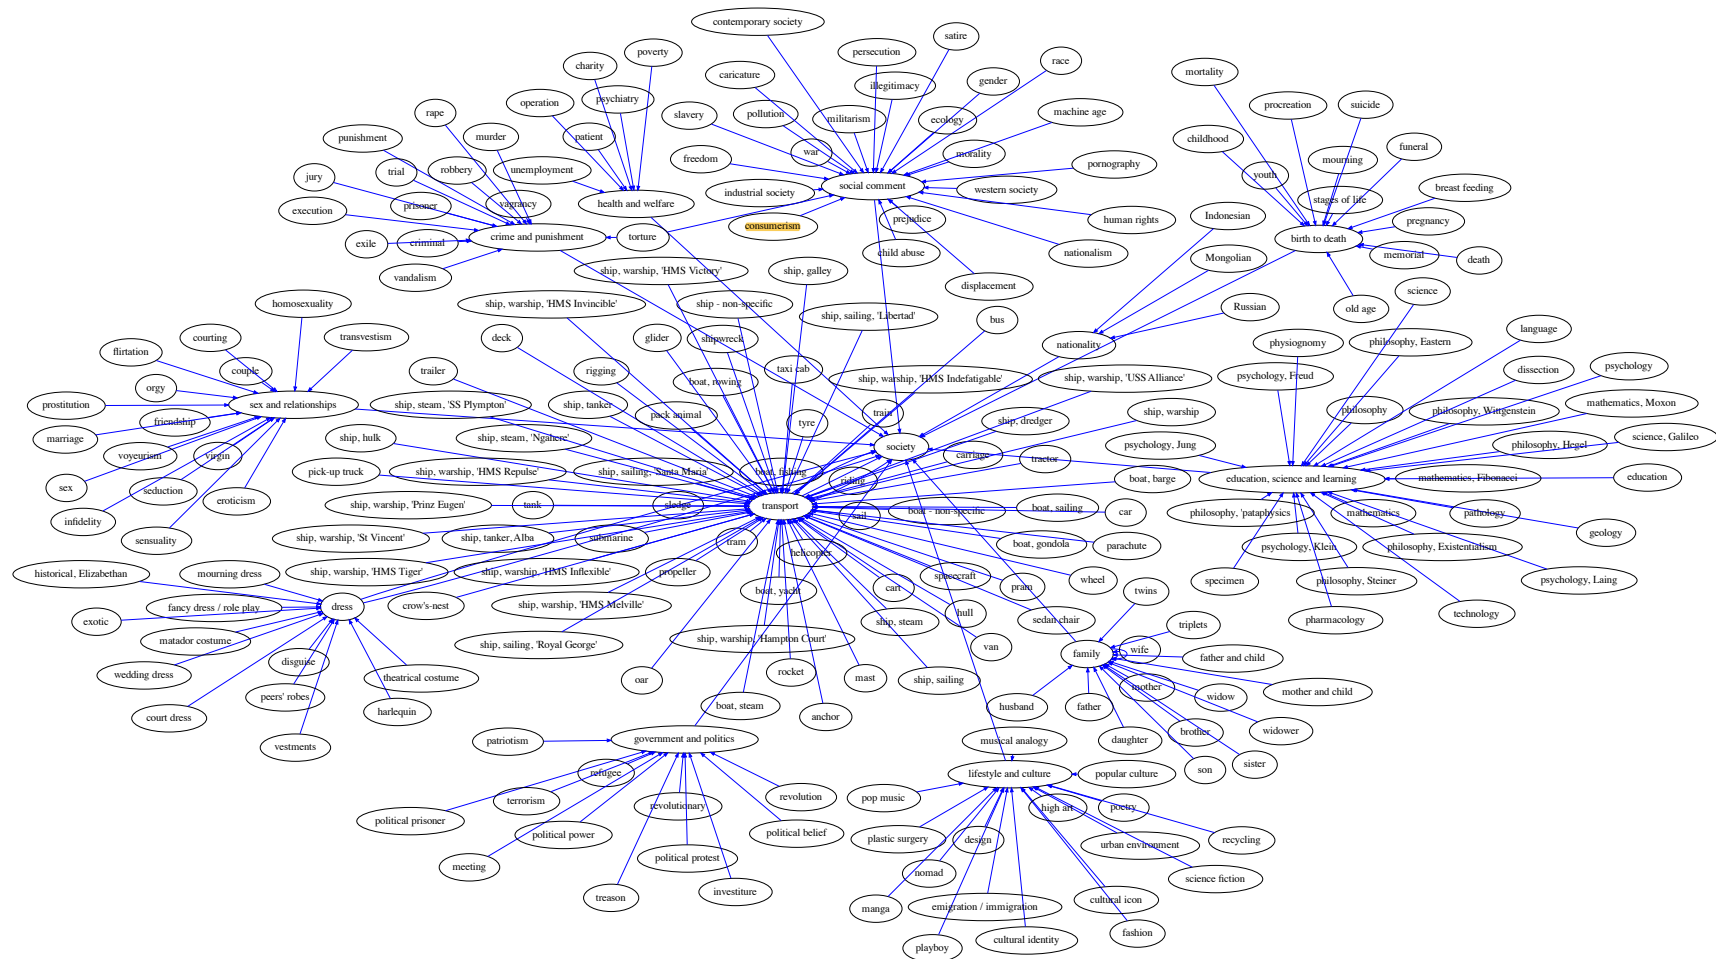 contemporary society
satire
persecution
poverty
race
charity
caricature
mortality
gender
illegitimacy
psychiatry
operation
procreation
suicide
rape
pollution
slavery
machine age
militarism
ecology
murder
punishment
patient
childhood
funeral
war
morality
freedom
mourning
pornography
robbery
unemployment
trial
youth
jury
social comment
breast feeding
western society
industrial society
stages of life
vagrancy
prisoner
health and welfare
execution
Indonesian
prejudice
human rights
pregnancy
consumerism
torture
crime and punishment
birth to death
criminal
exile
child abuse
nationalism
memorial
Mongolian
death
ship, warship, 'HMS Victory'
ship, galley
vandalism
displacement
science
homosexuality
ship, warship, 'HMS Invincible'
ship - non-specific
Russian
old age
ship, sailing, 'Libertad'
bus
language
courting
transvestism
deck
glider
shipwreck
physiognomy
philosophy, Eastern
nationality
flirtation
psychology
couple
trailer
rigging
taxi cab
dissection
psychology, Freud
boat, rowing
ship, warship, 'HMS Indefatigable'
ship, warship, 'USS Alliance'
orgy
prostitution
sex and relationships
ship, steam, 'SS Plympton'
ship, tanker
mathematics, Moxon
philosophy
philosophy, Wittgenstein
pack animal
train
ship, warship
friendship
tyre
ship, dredger
marriage
ship, hulk
ship, steam, 'Ngahere'
science, Galileo
society
psychology, Jung
philosophy, Hegel
voyeurism
virgin
carriage
tractor
pick-up truck
ship, warship, 'HMS Repulse'
ship, sailing, 'Santa Maria'
boat, fishing
riding
boat, barge
education, science and learning
mathematics, Fibonacci
education
sex
seduction
eroticism
ship, warship, 'Prinz Eugen'
tank
sledge
transport
sail
boat - non-specific
boat, sailing
car
philosophy, 'pataphysics
mathematics
pathology
infidelity
geology
sensuality
ship, warship, 'St Vincent'
ship, tanker, Alba
submarine
tram
helicopter
boat, gondola
parachute
psychology, Klein
philosophy, Existentialism
historical, Elizabethan
mourning dress
ship, warship, 'HMS Tiger'
ship, warship, 'HMS Inflexible'
propeller
spacecraft
wheel
specimen
philosophy, Steiner
psychology, Laing
cart
pram
boat, yacht
twins
fancy dress / role play
dress
crow's-nest
ship, warship, 'HMS Melville'
hull
technology
exotic
ship, steam
sedan chair
pharmacology
triplets
matador costume
ship, sailing, 'Royal George'
ship, warship, 'Hampton Court'
van
family
wife
father and child
disguise
wedding dress
theatrical costume
oar
rocket
mast
ship, sailing
mother
mother and child
peers' robes
widow
court dress
harlequin
boat, steam
anchor
husband
father
brother
widower
vestments
patriotism
government and politics
musical analogy
daughter
sister
son
refugee
lifestyle and culture
popular culture
terrorism
revolution
pop music
revolutionary
high art
poetry
political prisoner
political power
political belief
plastic surgery
design
recycling
urban environment
political protest
meeting
nomad
science fiction
treason
investiture
manga
emigration / immigration
cultural icon
fashion
playboy
cultural identity